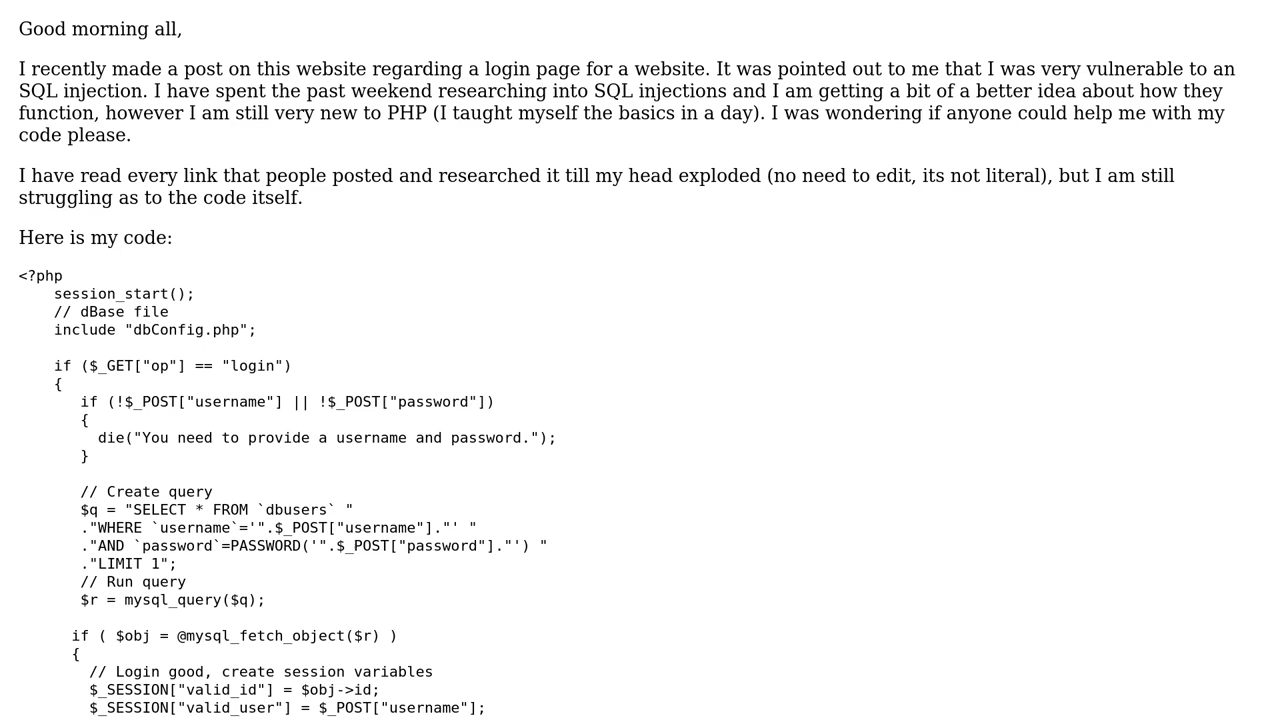 Good morning all,
I recently made a post on this website regarding a login page for a website. It was pointed out to me that I was very vulnerable to an
SQL injection. I have spent the past weekend researching into SQL injections and I am getting a bit of a better idea about how they
function, however I am still very new to PHP (I taught myself the basics in a day). I was wondering if anyone could help me with my
code please.
I have read every link that people posted and researched it till my head exploded (no need to edit, its not literal), but I am still
struggling as to the code itself.
Here is my code:
<?php
    session_start();
    // dBase file
    include "dbConfig.php";

    if ($_GET["op"] == "login")
    {
       if (!$_POST["username"] || !$_POST["password"])
       {
         die("You need to provide a username and password.");
       }

       // Create query
       $q = "SELECT * FROM `dbusers` "
       ."WHERE `username`='".$_POST["username"]."' "
       ."AND `password`=PASSWORD('".$_POST["password"]."') "
       ."LIMIT 1";
       // Run query
       $r = mysql_query($q);

      if ( $obj = @mysql_fetch_object($r) )
      {
        // Login good, create session variables
        $_SESSION["valid_id"] = $obj->id;
        $_SESSION["valid_user"] = $_POST["username"];